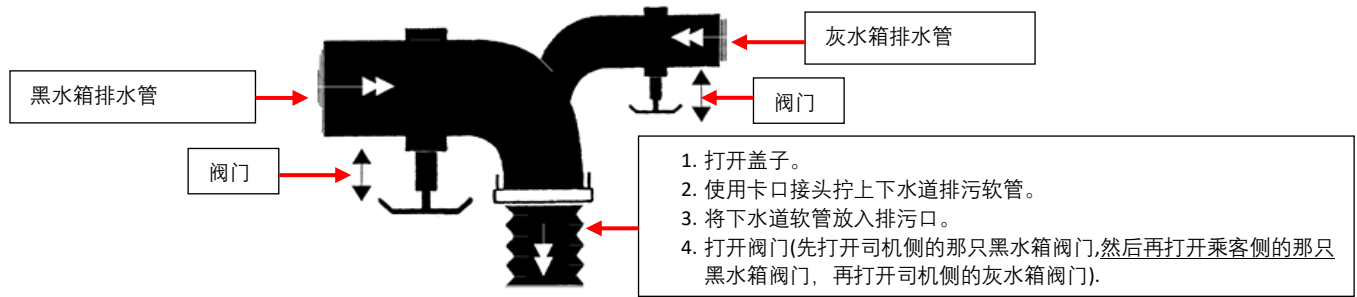 灰水箱排水管
黑水箱排水管
阀门
阀门
1. 打开盖子。
2. 使用卡口接头拧上下水道排污软管。
3. 将下水道软管放入排污口。
4. 打开阀门(先打开司机侧的那只黑水箱阀门,然后再打开乘客侧的那只
黑水箱阀门，再打开司机侧的灰水箱阀门).